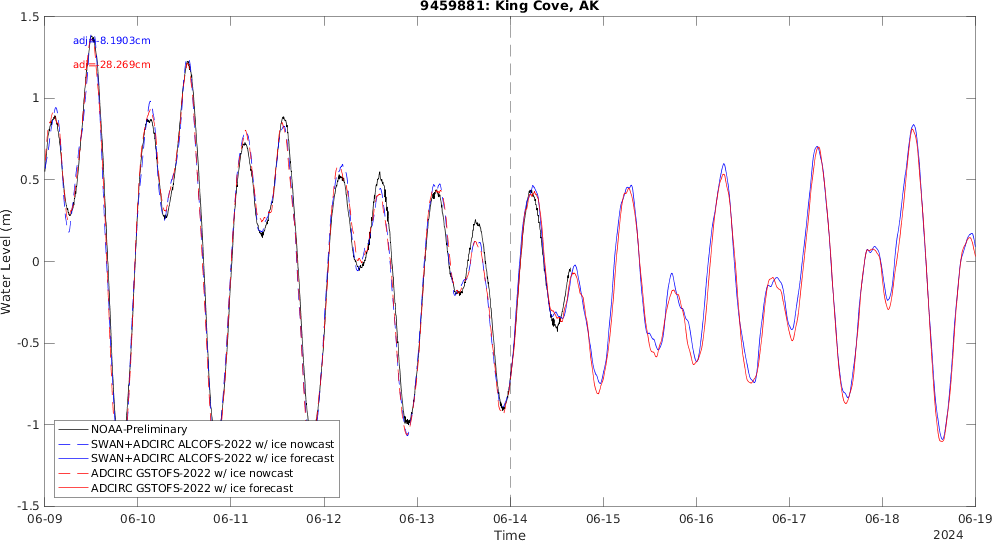 9459881: King Cove, AK
1.5
adj=-8.1903cm
adj=-28.269cm
1
0.5
0
-0.5
-1
-1.5
Water Level (m)
NOAA-Preliminary
SWAN+ADCIRC ALCOFS-2022 w/ ice nowcast
SWAN+ADCIRC ALCOFS-2022 w/ ice forecast
ADCIRC GSTOFS-2022 w/ ice nowcast
ADCIRC GSTOFS-2022 w/ ice forecast
06-09 06-10 06-11 06-12 06-13 06-14 06-15 06-16 06-17 06-18 06-19
Time
2024